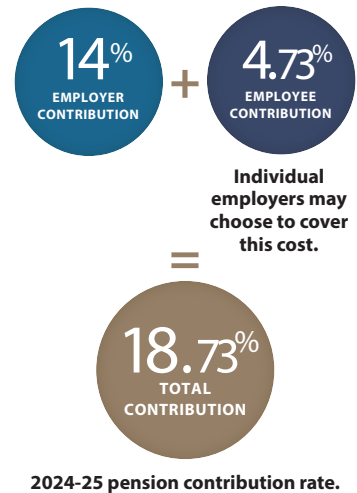 14%
EMPLOYER
CONTRIBUTION
+
4.73%
EMPLOYEE
CONTRIBUTION
Individual
employers may
choose to cover
this cost.
=
18.73%
TOTAL
CONTRIBUTION
2024-25 pension contribution rate.